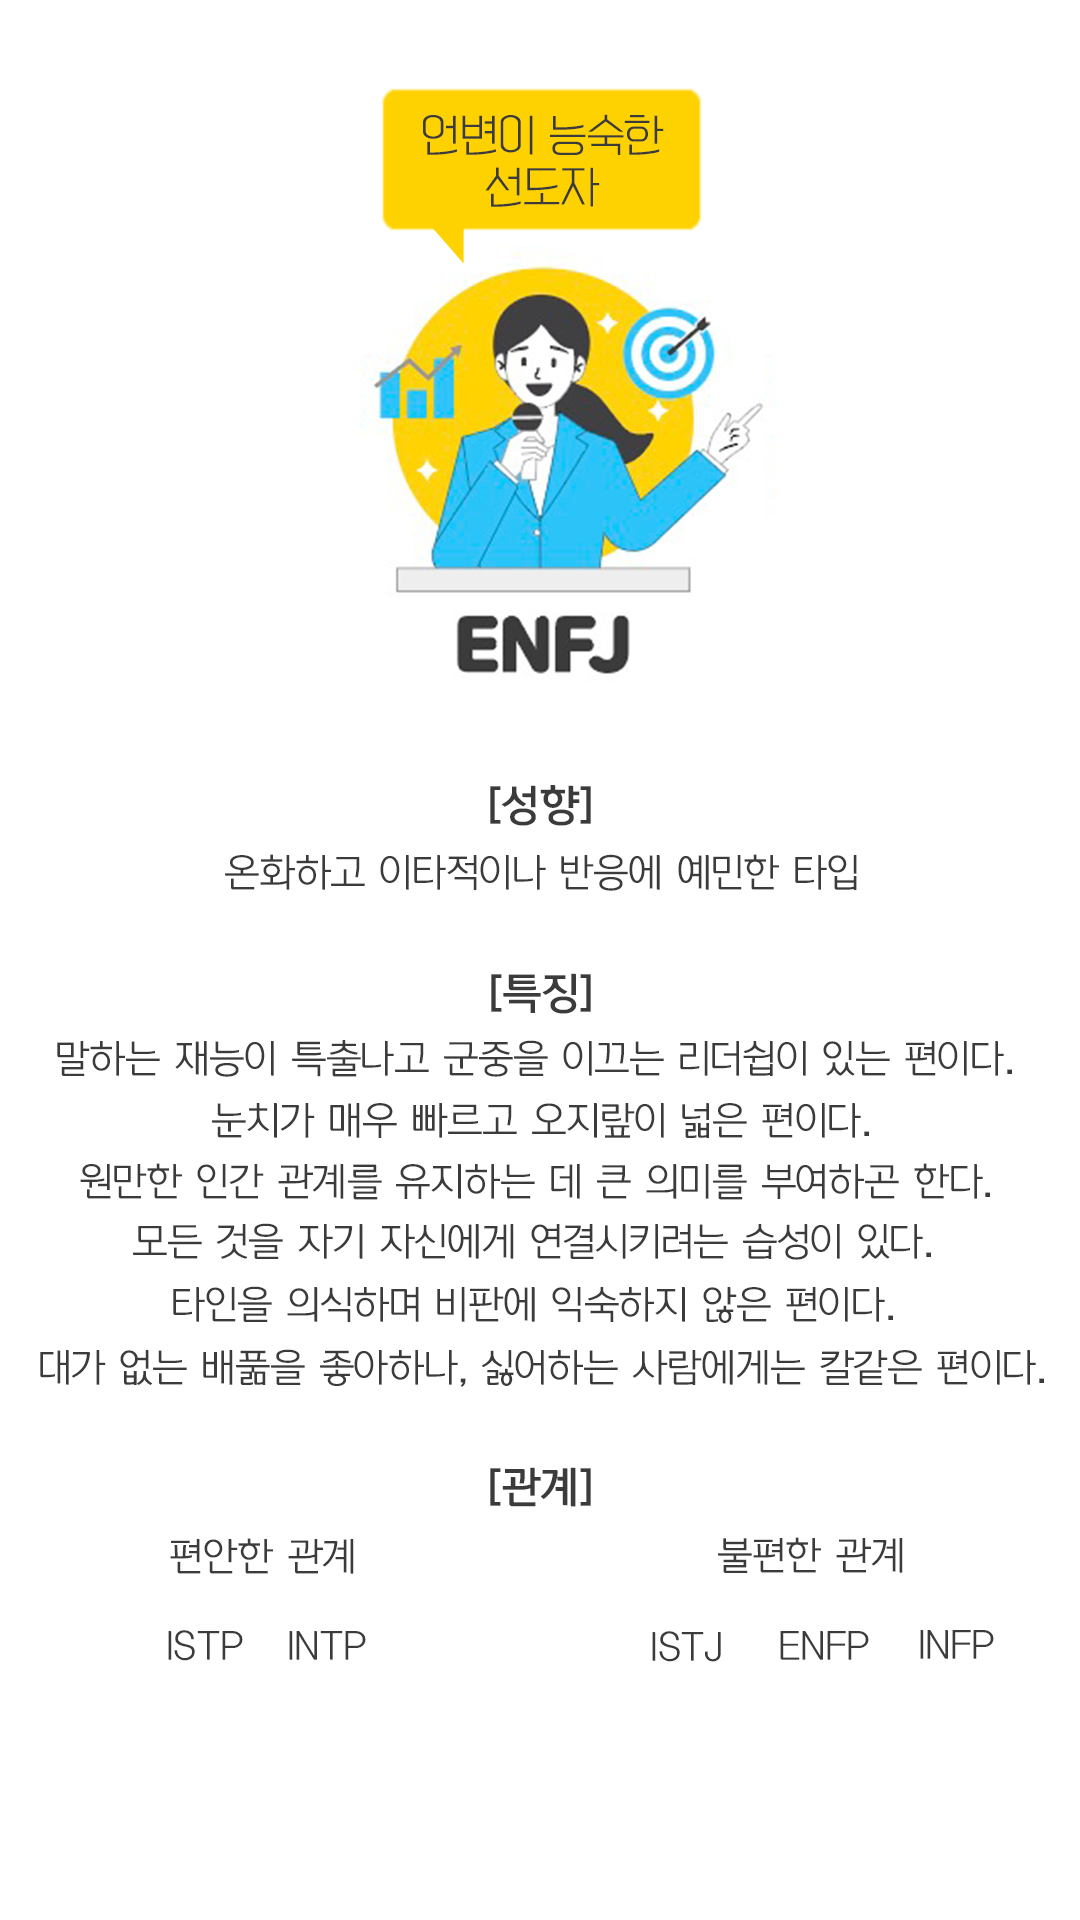 언변이 능숙한
선도자
ENFJ
[성향]
온화하고 이타적이나 반응에 예민한 타입
[특징]
말하는 재능이 특출나고 군중을 이끄는 리더쉽이 있는 편이다.
눈치가 매우 빠르고 오지랖이 넓은 편이다.
원만한 인간 관계를 유지하는 데 큰 의미를 부여하곤 한다.
모든 것을 자기 자신에게 연결시키려는 습성이 있다.
타인을 의식하며 비판에 익숙하지 않은 편이다.
대가 없는 배풂을 좋아하나, 싫어하는 사람에게는 칼같은 편이다.
[관계]
편안한 관계 불편한 관계
ISTP INTP ISTJ ENFP INFP